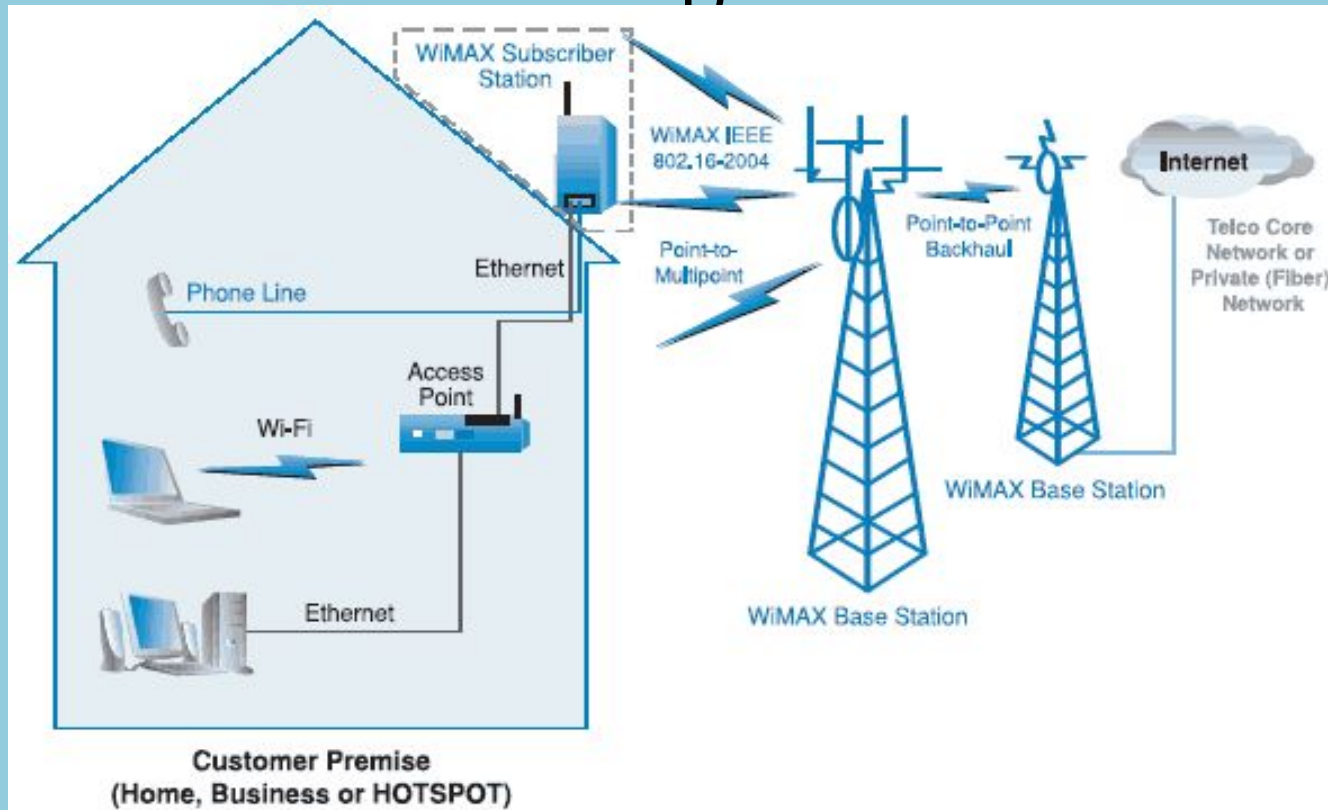 WiMAX Subscriber
Station
WiMAX IEEE
802.16-2004
Internet
Point-to-Point
Backhaul
Telco Core
Network or
Private (Fiber)
Network
Point-to-
Multipoint
Ethernet
Phone Line
Access
Point
Wi-Fi
WiMAX Base Station
Ethernet
WiMAX Base Station
Customer Premise
(Home, Business or HOTSPOT)